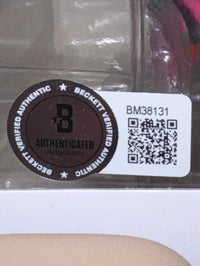 BECKETT VERIFIED AUTHENTIC
BECKETT VERIFIED AUTHENTIC
B
AUTHENTICATED
BM38131